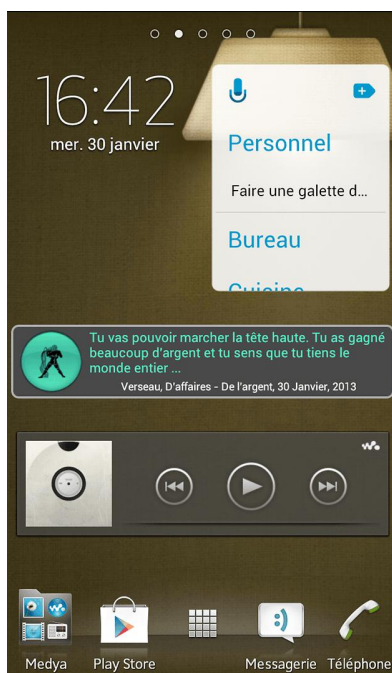 16:42
mer. 30 janvier
Personnel
Faire une galette d...
Bureau
Cuisine
Tu vas pouvoir marcher la tête haute. Tu as gagné
beaucoup d'argent et tu sens que tu tiens le
monde entier ...
Verseau, D'affaires - De l'argent, 30 Janvier, 2013
Medya
Play Store
Messagerie
Téléphone